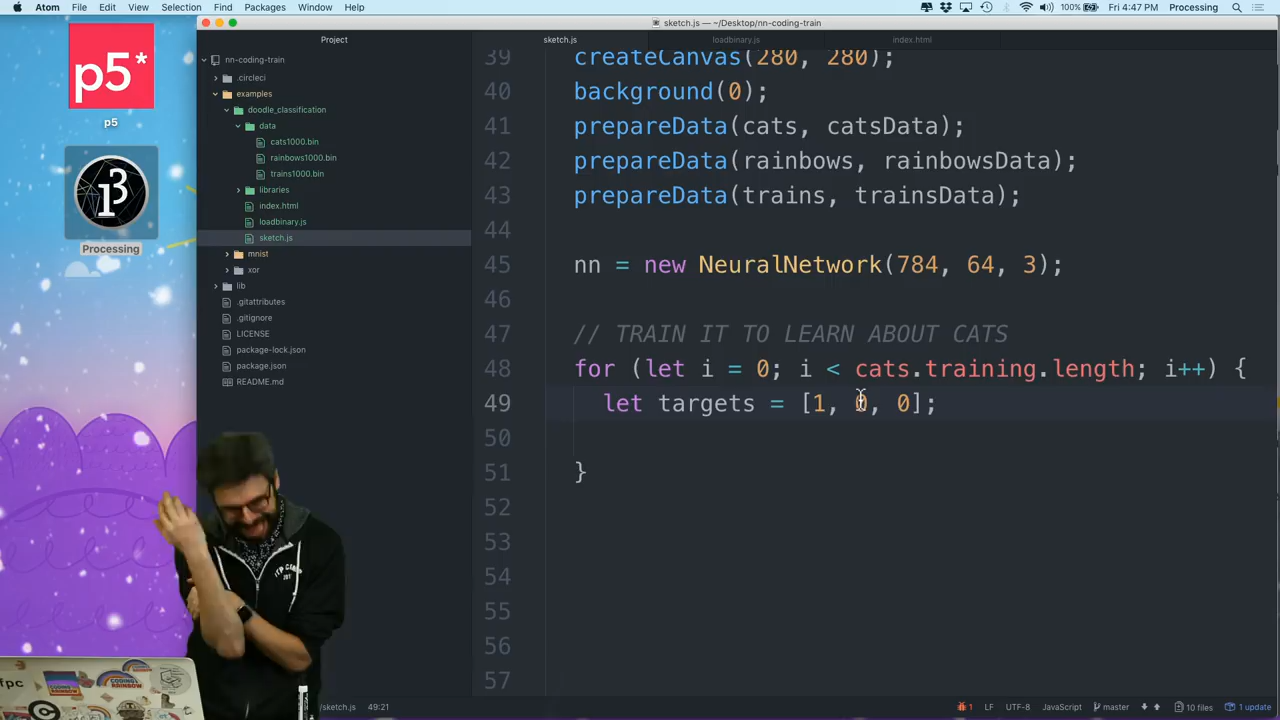 Atom File Edit View Selection Find Packages Window Help
100% Fri 4:47 PM Processing
sketch.js — ~/Desktop/nn-coding-train
p5*
p5
Processing
Project
nn-coding-train
.circleci
examples
doodle_classification
data
cats1000.bin
rainbows1000.bin
trains1000.bin
libraries
index.html
loadbinary.js
sketch.js
mnist
xor
lib
.gitattributes
.gitignore
LICENSE
package-lock.json
package.json
README.md
sketch.js loadbinary.js index.html
39 createCanvas(280, 280);
40 background(0);
41 prepareData(cats, catsData);
42 prepareData(rainbows, rainbowsData);
43 prepareData(trains, trainsData);
44
45 nn = new NeuralNetwork(784, 64, 3);
46
47 // TRAIN IT TO LEARN ABOUT CATS
48 for (let i = 0; i < cats.training.length; i++) {
49 let targets = [1, 0, 0];
50
51 }
52
53
54
55
56
57
ITP CODE
fpc
CODING
RAINBOW
/sketch.js 49:21
1 LF UTF-8 JavaScript master 10 files 1 update